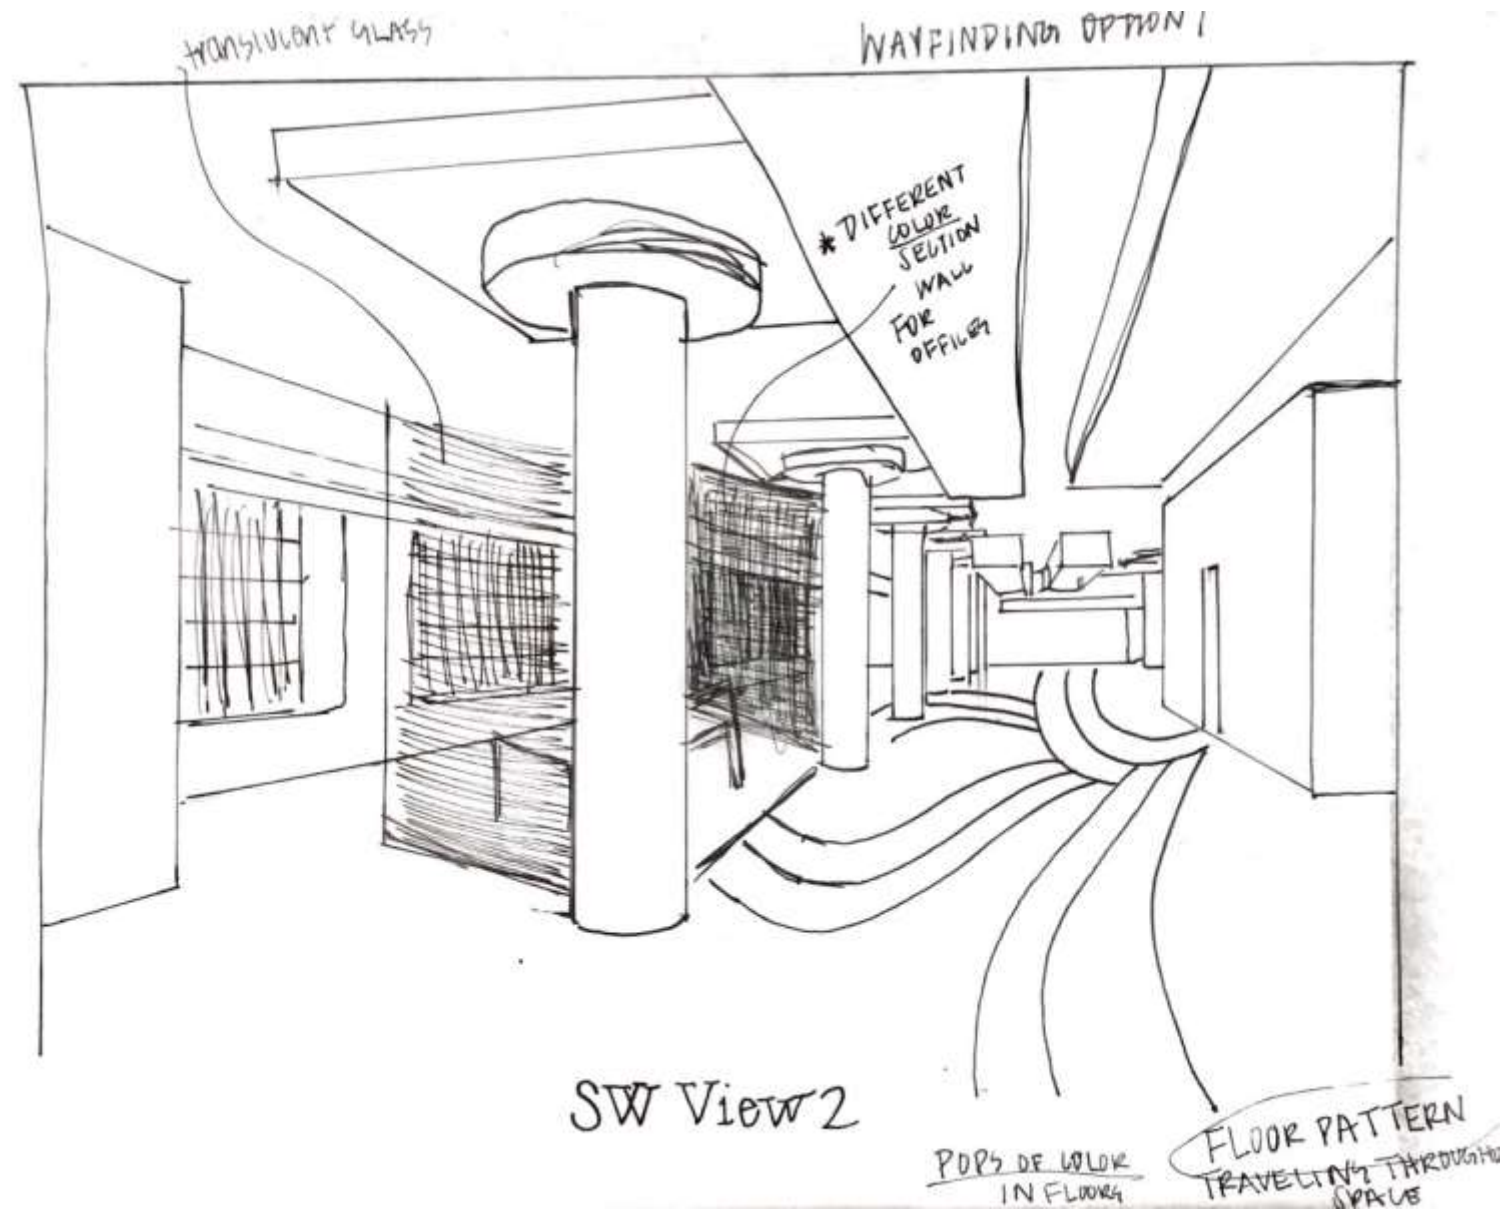 translucent GLASS
WAYFINDING OPTION 1
* DIFFERENT
COLOR
SECTION
WALL
FOR
OFFICES
SW View 2
POPS OF COLOR
IN FLOORS
FLOOR PATTERN
TRAVELING THROUGHO
SPACE